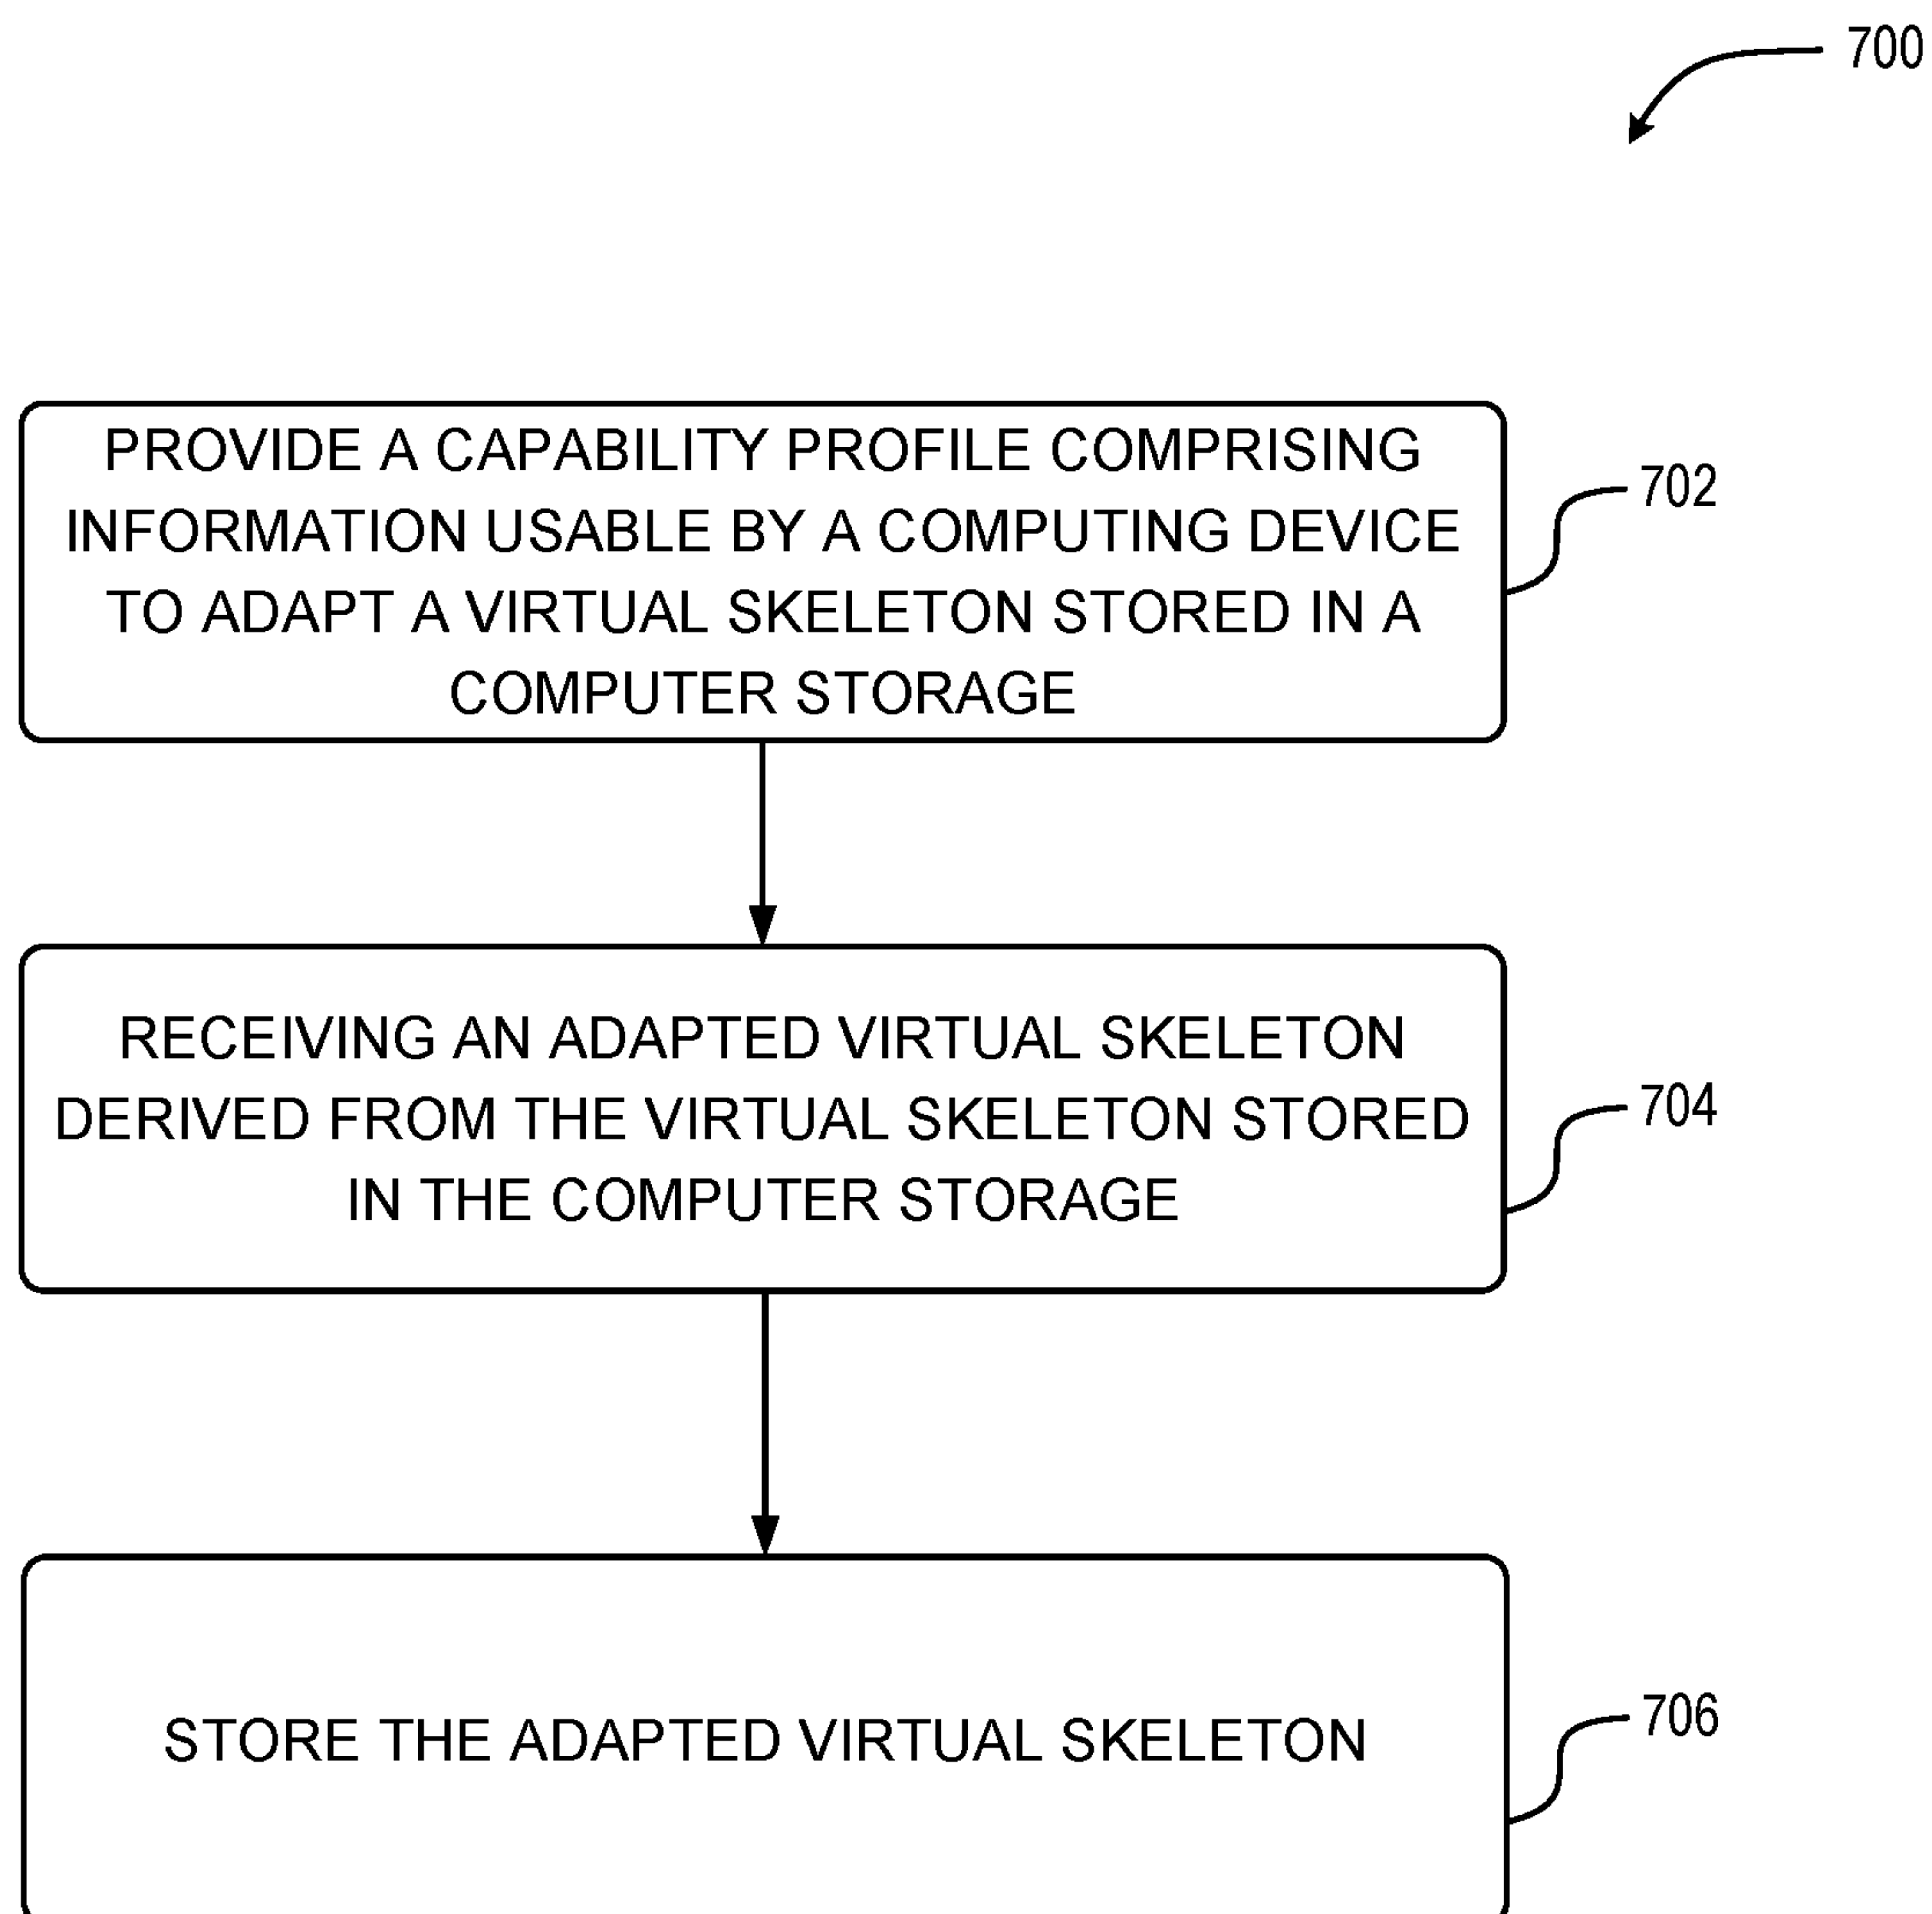 700
PROVIDE A CAPABILITY PROFILE COMPRISING
INFORMATION USABLE BY A COMPUTING DEVICE
TO ADAPT A VIRTUAL SKELETON STORED IN A
COMPUTER STORAGE
702
RECEIVING AN ADAPTED VIRTUAL SKELETON
DERIVED FROM THE VIRTUAL SKELETON STORED
IN THE COMPUTER STORAGE
704
STORE THE ADAPTED VIRTUAL SKELETON
706